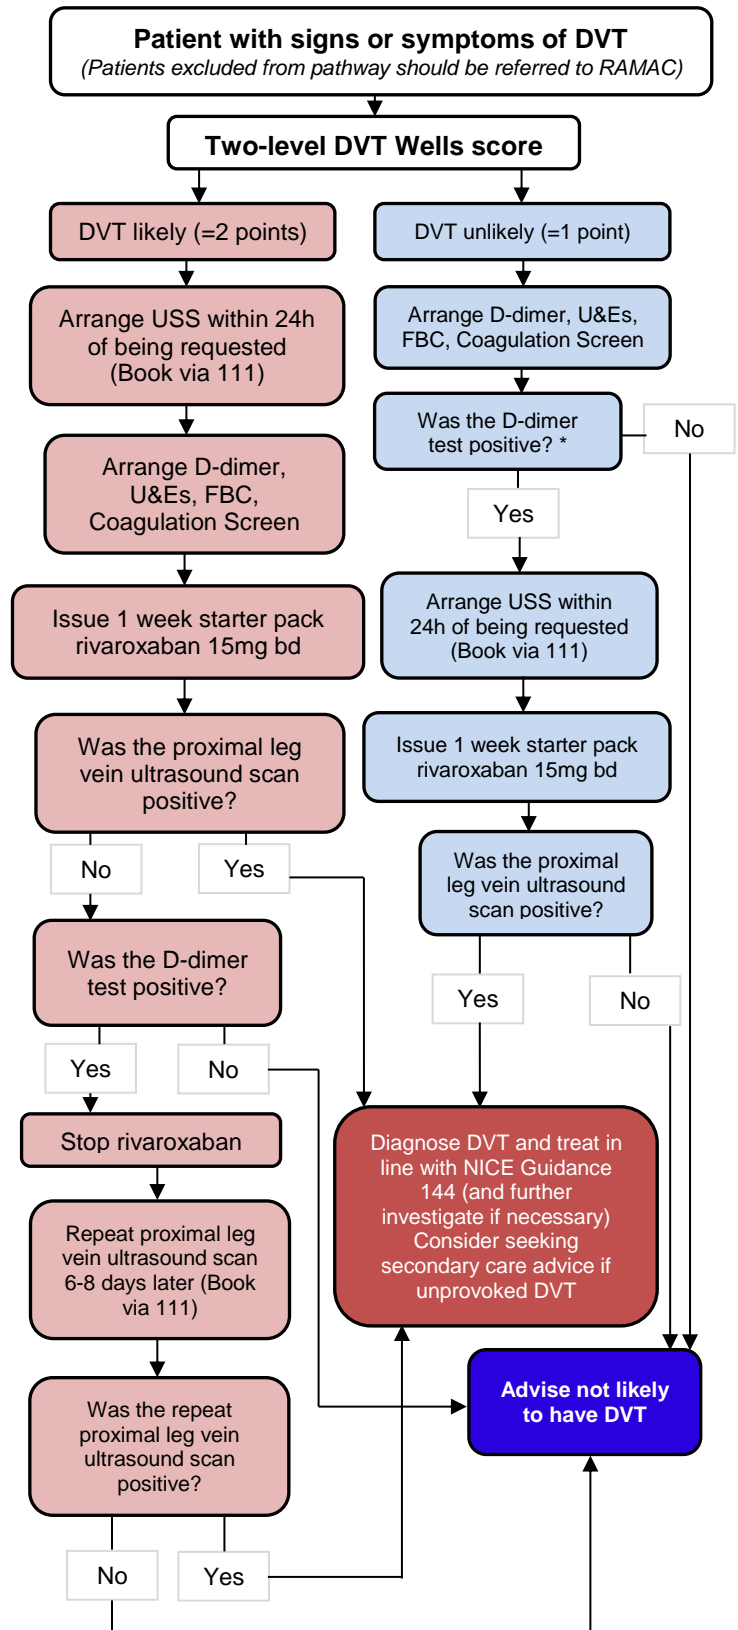 Patient with signs or symptoms of DVT
(Patients excluded from pathway should be referred to RAMAC)
Two-level DVT Wells score
DVT likely (=2 points)
DVT unlikely (=1 point)
Arrange USS within 24h
of being requested
(Book via 111)
Arrange D-dimer, U&Es,
FBC, Coagulation Screen
Was the D-dimer
test positive? *
No
Arrange D-dimer,
U&Es, FBC,
Coagulation Screen
Yes
Issue 1 week starter pack
rivaroxaban 15mg bd
Arrange USS within
24h of being requested
(Book via 111)
Was the proximal leg
vein ultrasound scan
positive?
Issue 1 week starter pack
rivaroxaban 15mg bd
No
Yes
Was the proximal
leg vein ultrasound
scan positive?
Was the D-dimer
test positive?
Yes
No
Yes
No
Stop rivaroxaban
Diagnose DVT and treat in
line with NICE Guidance
144 (and further
investigate if necessary)
Consider seeking
secondary care advice if
unprovoked DVT
Repeat proximal leg
vein ultrasound scan
6-8 days later (Book
via 111)
Advise not likely
to have DVT
Was the repeat
proximal leg vein
ultrasound scan
positive?
No
Yes